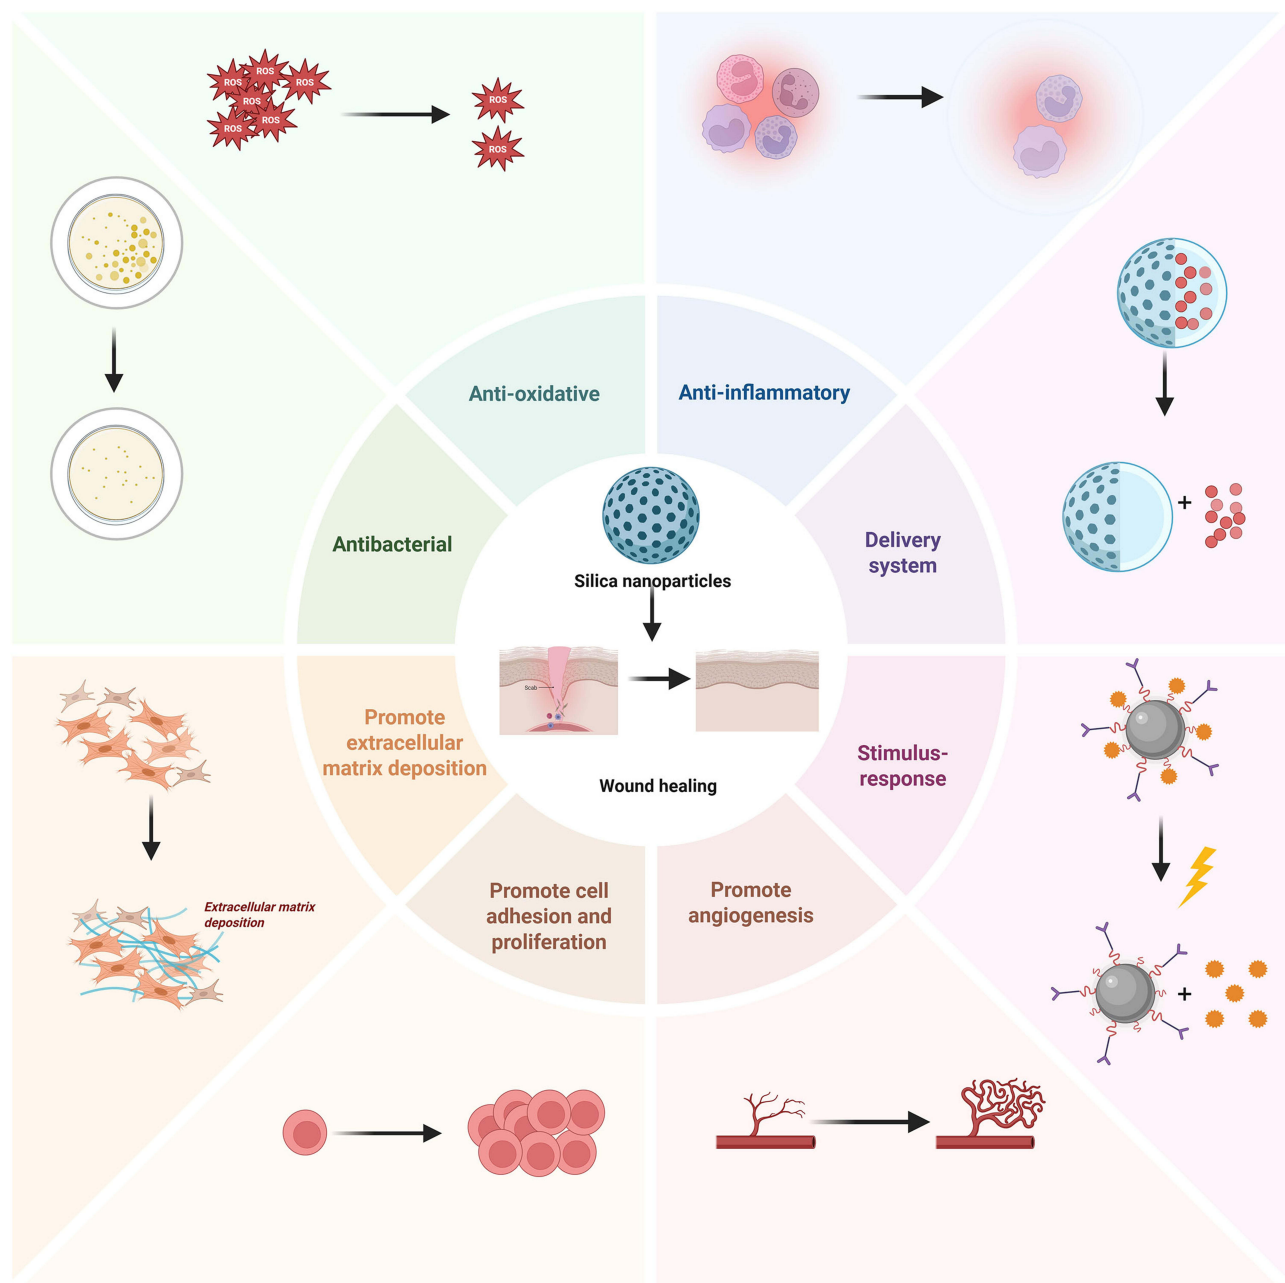 ROS
ROS
ROS
ROS
ROS
ROS
ROS
ROS
Anti-oxidative
Anti-inflammatory
Antibacterial
Delivery
system
Silica nanoparticles
Scab
Wound healing
Promote
extracellular
matrix deposition
Stimulus-
response
Promote cell
adhesion and
proliferation
Promote
angiogenesis
Extracellular matrix
deposition
+
+